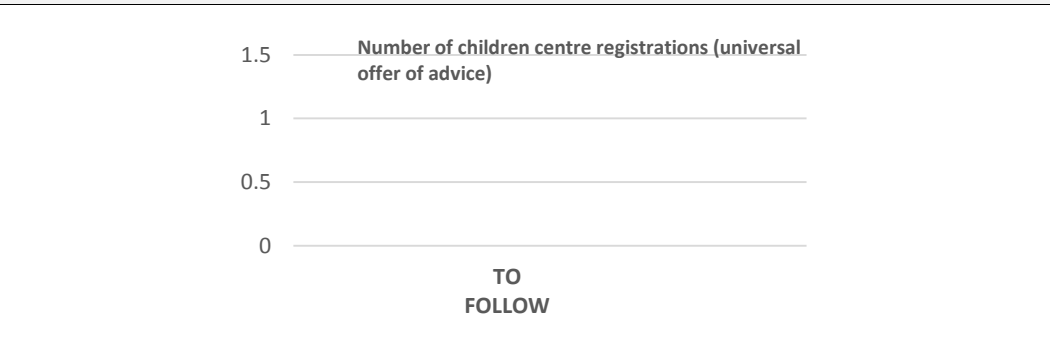 Number of children centre registrations (universal
offer of advice)
1.5
1
0.5
0
TO
FOLLOW